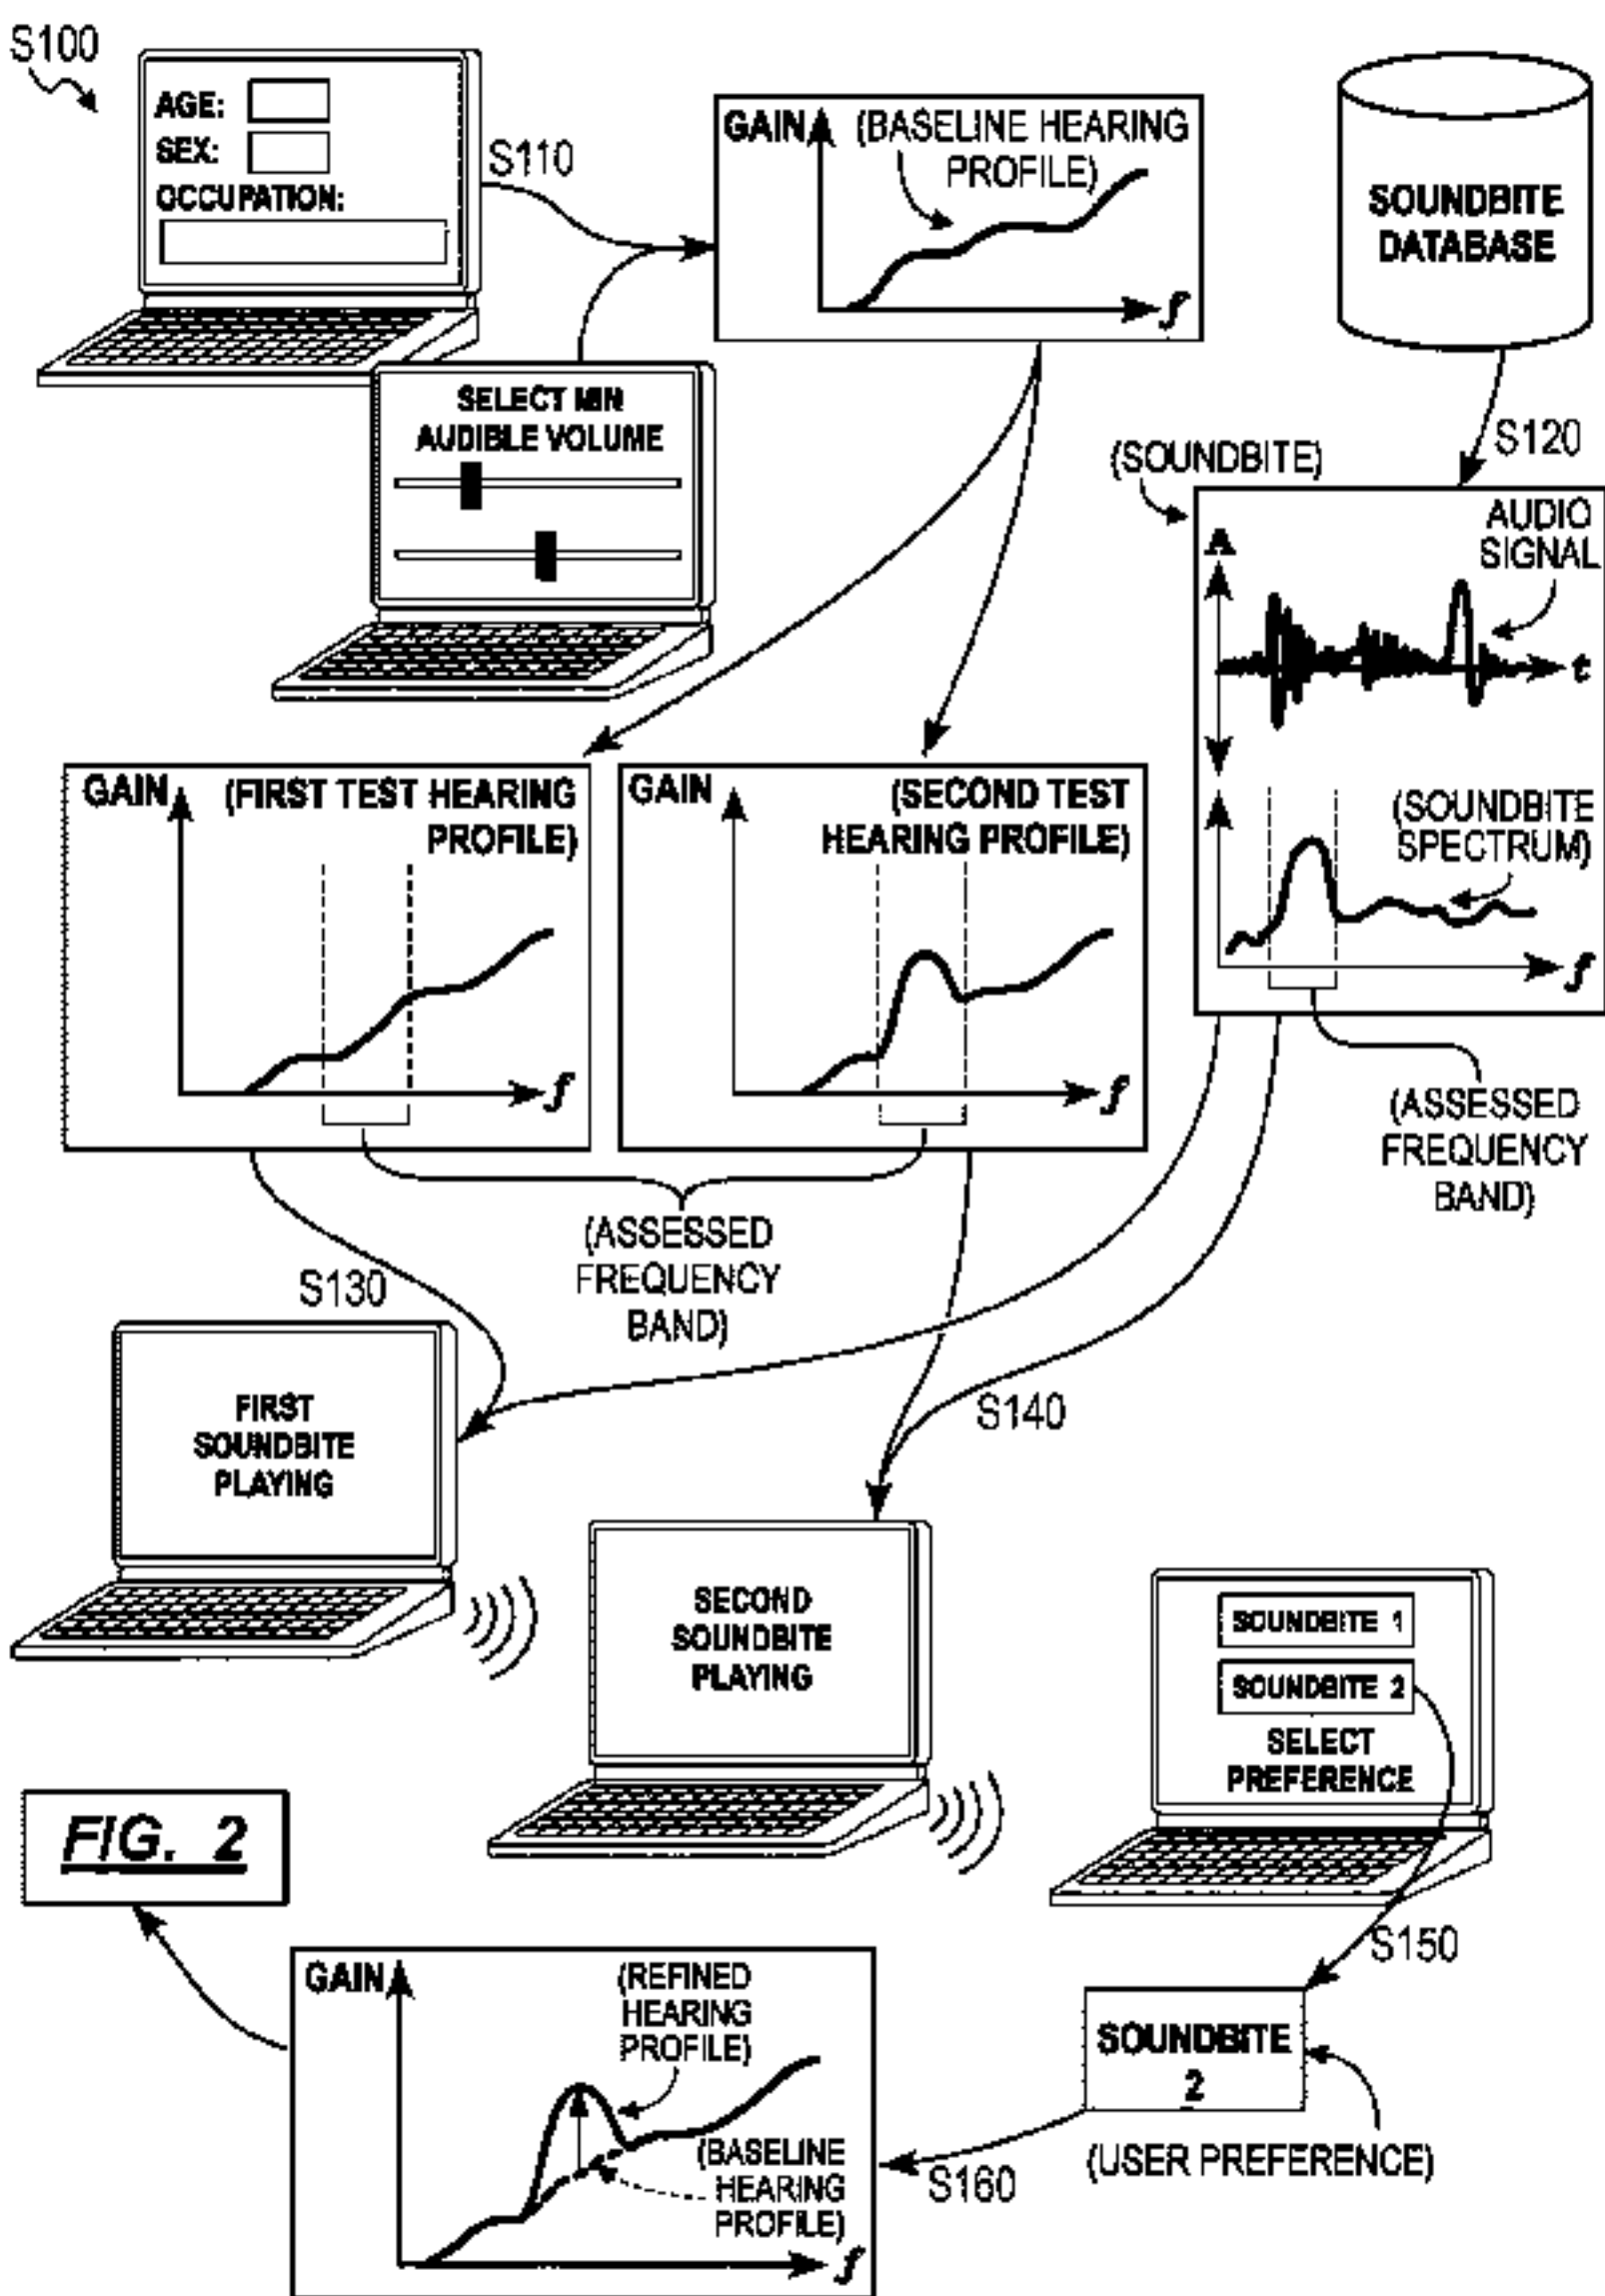 S100
AGE:
SEX:
OCCUPATION:
S110
GAIN
(BASELINE HEARING
PROFILE)
f
SOUNDBITE
DATABASE
SELECT MIN
AUDIBLE VOLUME
S120
(SOUNDBITE)
AUDIO
SIGNAL
A
t
(SOUNDBITE
SPECTRUM)
f
(ASSESSED
FREQUENCY
BAND)
GAIN
(FIRST TEST HEARING
PROFILE)
f
GAIN
(SECOND TEST
HEARING PROFILE)
f
(ASSESSED
FREQUENCY
BAND)
S130
FIRST
SOUNDBITE
PLAYING
S140
SECOND
SOUNDBITE
PLAYING
SOUNDBITE 1
SOUNDBITE 2
SELECT
PREFERENCE
S150
SOUNDBITE
2
(USER PREFERENCE)
S160
GAIN
(REFINED
HEARING
PROFILE)
(BASELINE
HEARING
PROFILE)
f
FIG. 2